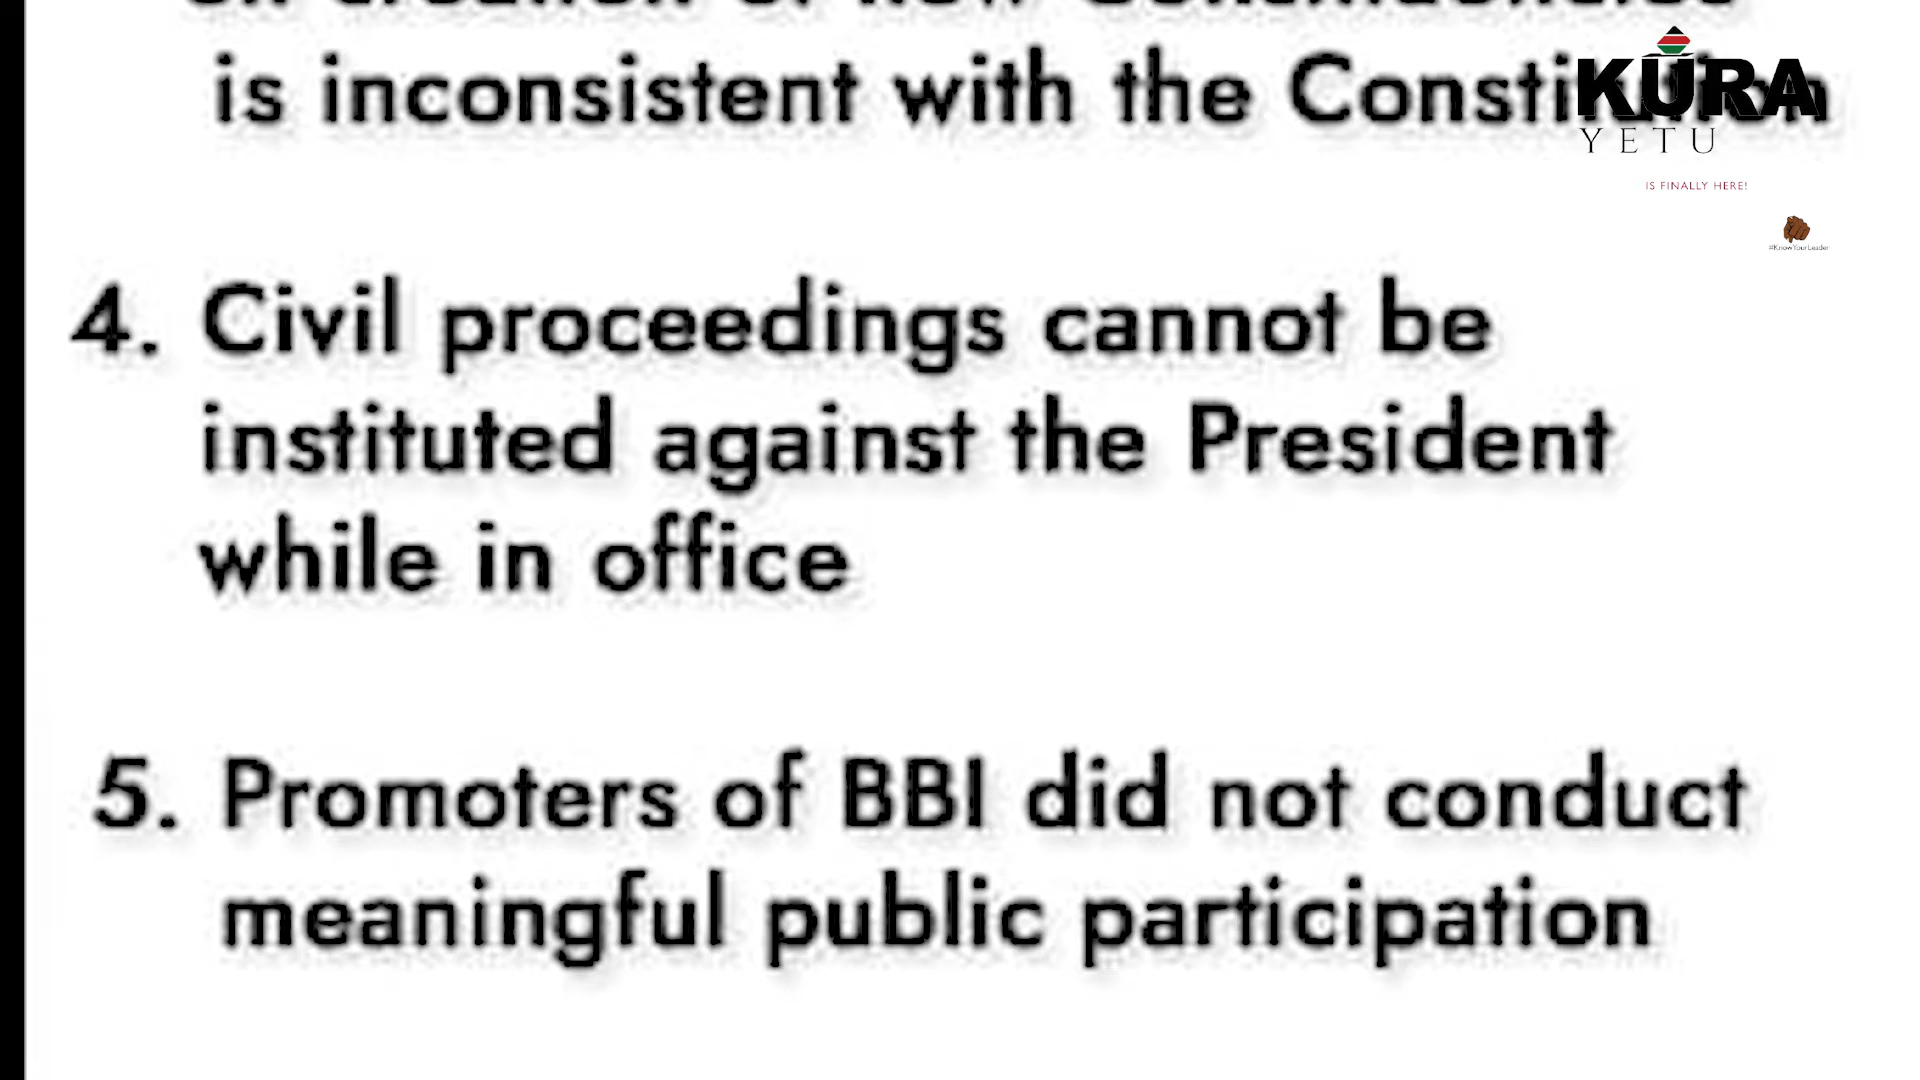 is inconsistent with the Constitution
KURA
YETU
IS FINALLY HERE!
#KnowYourLeader
4. Civil proceedings cannot be
instituted against the President
while in office
5. Promoters of BBI did not conduct
meaningful public participation